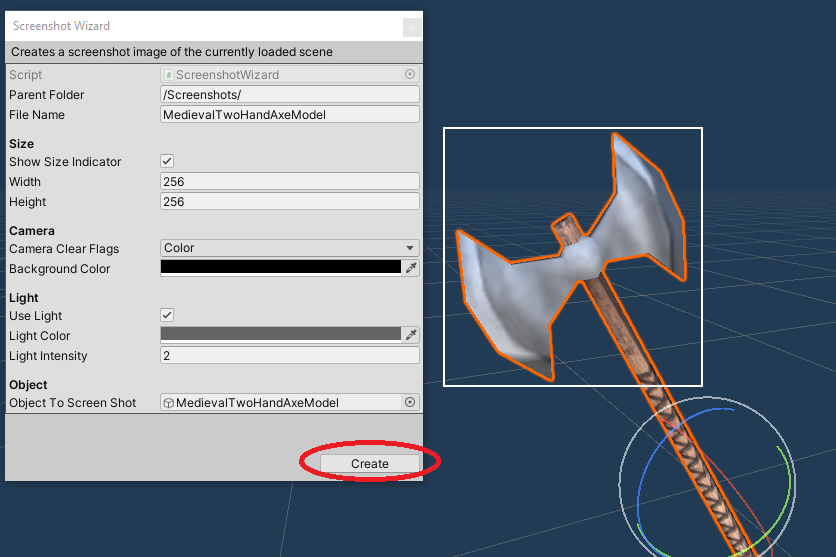 Screenshot Wizard
x
Creates a screenshot image of the currently loaded scene
Script # ScreenshotWizard
Parent Folder /Screenshots/
File Name MedievalTwoHandAxeModel
Size
Show Size Indicator
Width 256
Height 256
Camera
Camera Clear Flags Color
Background Color
Light
Use Light
Light Color
Light Intensity 2
Object
Object To Screen Shot MedievalTwoHandAxeModel
Create